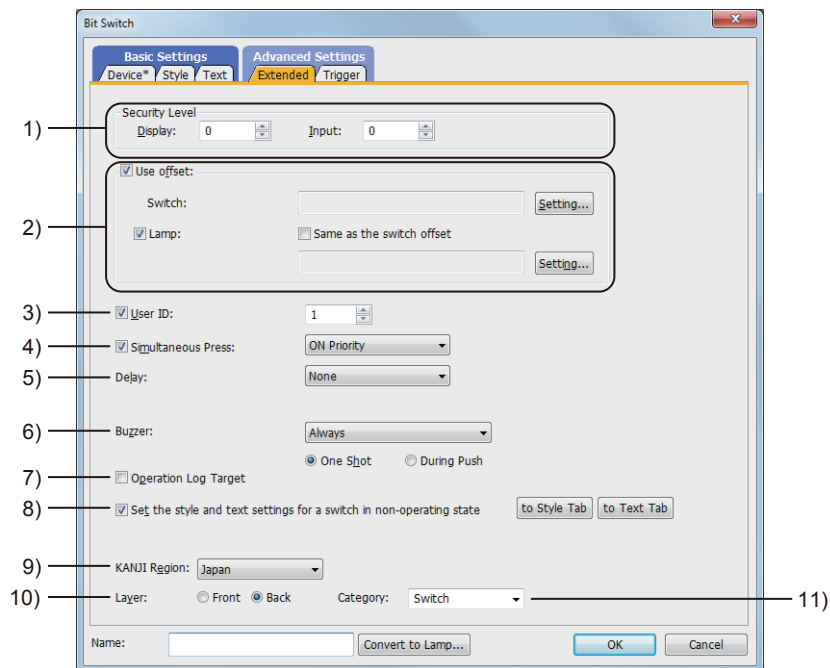 Bit Switch
x
Basic Settings
Advanced Settings
Device* Style Text Extended Trigger
1)
Security Level
Display: 0 Input: 0
2)
Use offset:
Switch: Setting...
Lamp: Same as the switch offset
Setting...
3) User ID: 1
4) Simultaneous Press: ON Priority
5) Delay: None
6) Buzzer: Always
One Shot During Push
7) Operation Log Target
8) Set the style and text settings for a switch in non-operating state to Style Tab to Text Tab
9) KANJI Region: Japan
10) Layer: Front Back Category: Switch 11)
Name: Convert to Lamp... OK Cancel